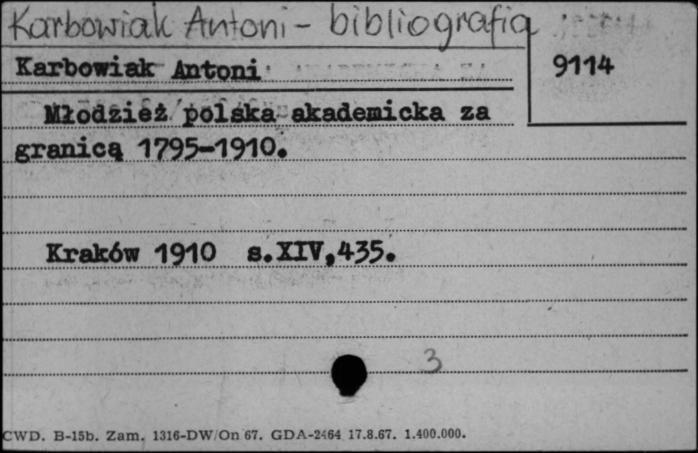 Karbowiak Antoni - bibliografia
Karbowiak Antoni
9114
Młodzież polska akademicka za
granicą 1795-1910.
Kraków 1910 s.XIV,435.
3
CWD. B-15b. Zam. 1316-DW/On 67. GDA-2464 17.8.67. 1.400.000.